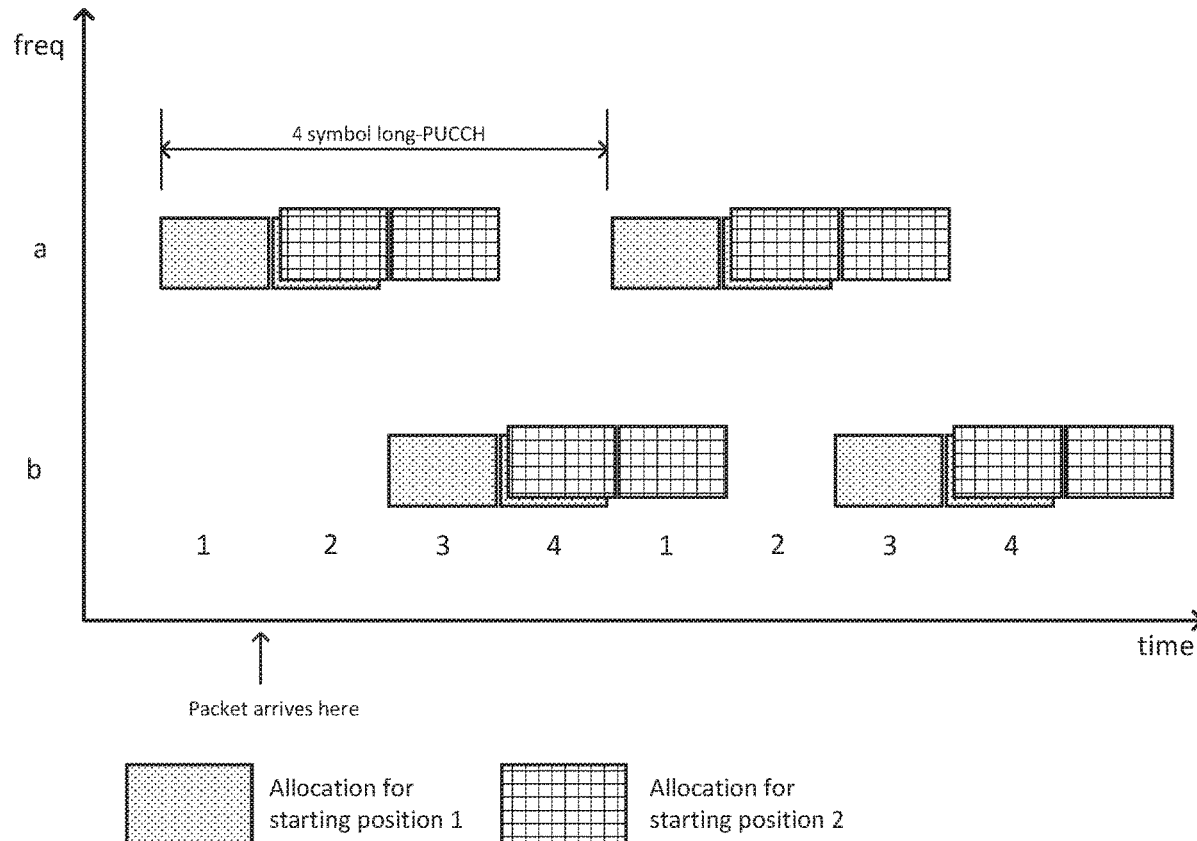 freq
4 symbol long-PUCCH
a
b
1 2 3 4 1 2 3 4
time
Packet arrives here
Allocation for
starting position 1
Allocation for
starting position 2